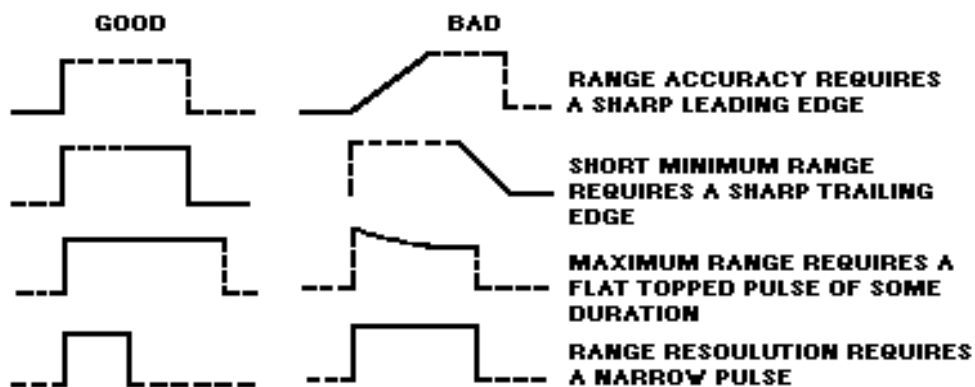 GOOD BAD
RANGE ACCURACY REQUIRES
A SHARP LEADING EDGE
SHORT MINIMUM RANGE
REQUIRES A SHARP TRAILING
EDGE
MAXIMUM RANGE REQUIRES A
FLAT TOPPED PULSE OF SOME
DURATION
RANGE RESOULUTION REQUIRES
A NARROW PULSE